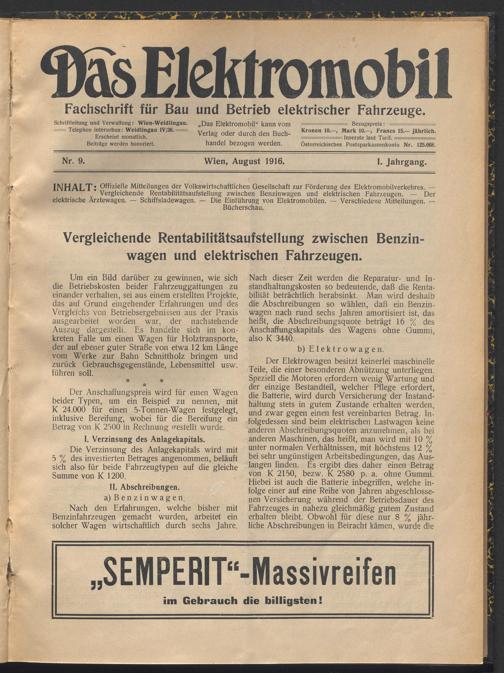 Das Elektromobil
Fachschrift für Bau und Betrieb elektrischer Fahrzeuge.
Schriftleitung und Verwaltung: Wien-Weidlingau.
Telephon interurban: Weidlingau IV/26.
Erscheint monatlich.
Beiträge werden honoriert.
„Das Elektromobil“ kann vom
Verlag oder durch den Buch-
handel bezogen werden.
Bezugspreis:
Kronen 10.—, Mark 10.—, Francs 15.— jährlich.
Inserate laut Tarif.
Österreichisches Postsparkassenkonto Nr. 125.068.
Nr. 9.
Wien, August 1916.
I. Jahrgang.
INHALT: Offizielle Mitteilungen der Volkswirtschaftlichen Gesellschaft zur Förderung des Elektromobilverkehres. —
Vergleichende Rentabilitätsaufstellung zwischen Benzinwagen und elektrischen Fahrzeugen. — Der
elektrische Ärztewagen. — Schiffsladewagen. — Die Einführung von Elektromobilen. — Verschiedene Mitteilungen. —
Bücherschau.
Vergleichende Rentabilitätsaufstellung zwischen Benzin-
wagen und elektrischen Fahrzeugen.
Um ein Bild darüber zu gewinnen, wie sich
die Betriebskosten beider Fahrzeuggattungen zu
einander verhalten, sei aus einem erstellten Projekte,
das auf Grund eingehender Erfahrungen und des
Vergleichs von Betriebsergebnissen aus der Praxis
ausgearbeitet worden war, der nachstehende
Auszug dargestellt. Es handelte sich im kon-
kreten Falle um einen Wagen für Holztransporte,
der auf ebener guter Straße von etwa 12 km Länge
vom Werke zur Bahn Schnittholz bringen und
zurück Gebrauchsgegenstände, Lebensmittel usw.
führen soll.
* * *
Der Anschaffungspreis wird für einen Wagen
beider Typen, um ein Beispiel zu nennen, mit
K 24.000 für einen 5-Tonnen-Wagen festgelegt,
inklusive Bereifung, wobei für die Bereifung ein
Betrag von K 2500 in Rechnung gestellt wurde.
I. Verzinsung des Anlagekapitals.
Die Verzinsung des Anlagekapitals wird mit
5 % des investierten Betrages angenommen, beläuft
sich also für beide Fahrzeugtypen auf die gleiche
Summe von K 1200.
II. Abschreibungen.
a) Benzinwagen.
Nach den Erfahrungen, welche bisher mit
Benzinfahrzeugen gemacht wurden, arbeitet ein
solcher Wagen wirtschaftlich durch sechs Jahre.
Nach dieser Zeit werden die Reparatur- und In-
standhaltungskosten so bedeutende, daß die Renta-
bilität beträchtlich herabsinkt. Man wird deshalb
die Abschreibungen so wählen, daß ein Benzin-
wagen nach rund sechs Jahren amortisiert ist, das
heißt, die Abschreibungsquote beträgt 16 % des
Anschaffungskapitals des Wagens ohne Gummi,
also K 3440.
b) Elektrowagen.
Der Elektrowagen besitzt keinerlei maschinelle
Teile, die einer besonderen Abnützung unterliegen.
Speziell die Motoren erfordern wenig Wartung und
der einzige Bestandteil, welcher Pflege erfordert,
die Batterie, wird durch Versicherung der Instand-
haltung stets in gutem Zustande erhalten werden,
und zwar gegen einen fest vereinbarten Betrag. In-
folgedessen sind beim elektrischen Lastwagen keine
anderen Abschreibungsquoten anzunehmen, als bei
anderen Maschinen, das heißt, man wird mit 10 %
unter normalen Verhältnissen, mit höchstens 12 %
bei sehr ungünstigen Arbeitsbedingungen, das Aus-
langen finden. Es ergibt dies daher einen Betrag
von K 2150, bezw. K 2580 p. a. ohne Gummi.
Hiebei ist auch die Batterie inbegriffen, welche in-
folge einer auf eine Reihe von Jahren abgeschlosse-
nen Versicherung während der Betriebsdauer des
Fahrzeuges in nahezu gleichmäßig gutem Zustand
erhalten bleibt. Obwohl für diese nur 8 % jähr-
liche Abschreibungen in Betracht kämen, wurde die
„SEMPERIT“-Massivreifen
im Gebrauch die billigsten!